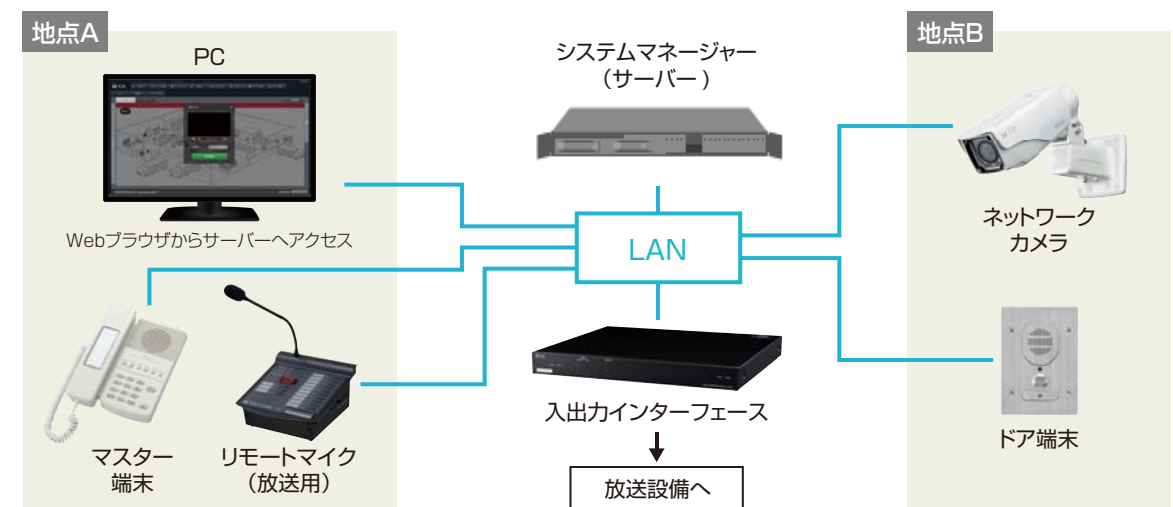 地点A
PC
Webブラウザからサーバーへアクセス
マスター
端末
リモートマイク
（放送用）
システムマネージャー
（サーバー）
LAN
入出力インターフェース
放送設備へ
地点B
ネットワーク
カメラ
ドア端末